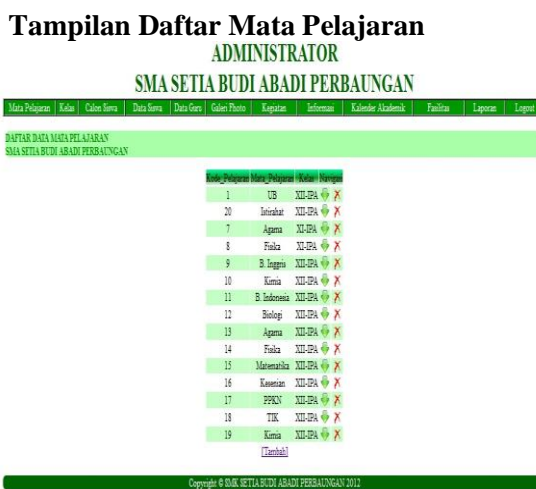 Tampilan Daftar Mata Pelajaran
ADMINISTRATOR
SMA SETIA BUDI ABADI PERBAUNGAN
Mata Pelajaran Kelas Calon Siswa Data Siswa Data Guru Galeri Photo Kegiatan Informasi Kalender Akademik Fasilitas Laporan Logout
DAFTAR DATA MATA PELAJARAN
SMA SETIA BUDI ABADI PERBAUNGAN
Kode_Pelajaran Mata_Pelajaran Kelas Navigasi
1 UB XII-IPA
20 Istirahat XII-IPA
7 Agama XI-IPA
8 Fisika XI-IPA
9 B. Inggris XII-IPA
10 Kimia XII-IPA
11 B. Indonesia XII-IPA
12 Biologi XII-IPA
13 Agama XII-IPA
14 Fisika XII-IPA
15 Matematika XII-IPA
16 Kesenian XII-IPA
17 PPKN XII-IPA
18 TIK XII-IPA
19 Kimia XII-IPA
[Tambah]
Copyright © SMK SETIA BUDI ABADI PERBAUNGAN 2012